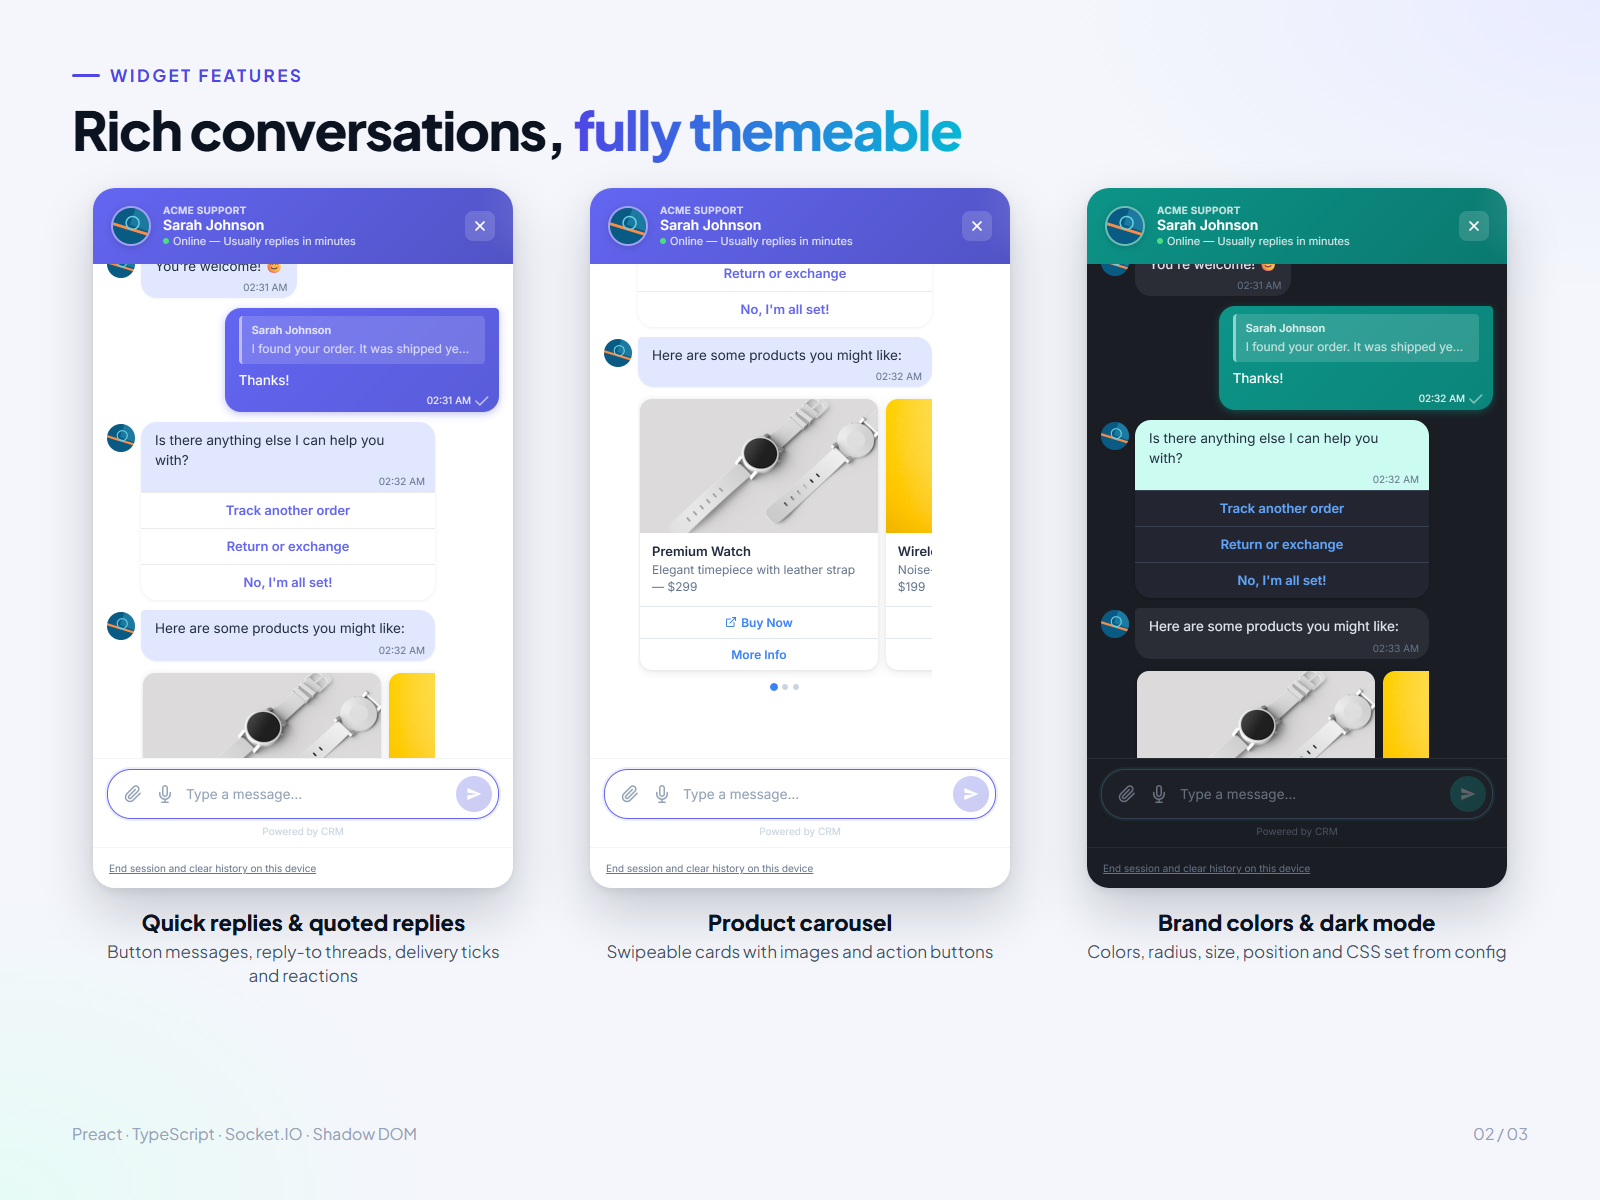 WIDGET FEATURES
Rich conversations, fully themeable
ACME SUPPORT
Sarah Johnson
Online — Usually replies in minutes
You're welcome! 😊
02:31 AM
Sarah Johnson
I found your order. It was shipped ye...
Thanks!
02:31 AM
Is there anything else I can help you
with?
02:32 AM
Track another order
Return or exchange
No, I'm all set!
Here are some products you might like:
02:32 AM
Type a message...
Powered by CRM
End session and clear history on this device
Quick replies & quoted replies
Button messages, reply-to threads, delivery ticks
and reactions
ACME SUPPORT
Sarah Johnson
Online — Usually replies in minutes
Return or exchange
No, I'm all set!
Here are some products you might like:
02:32 AM
Premium Watch
Elegant timepiece with leather strap
— $299
Buy Now
More Info
Wirel
Noise-
$199
Type a message...
Powered by CRM
End session and clear history on this device
Product carousel
Swipeable cards with images and action buttons
ACME SUPPORT
Sarah Johnson
Online — Usually replies in minutes
You're welcome! 😊
02:31 AM
Sarah Johnson
I found your order. It was shipped ye...
Thanks!
02:32 AM
Is there anything else I can help you
with?
02:32 AM
Track another order
Return or exchange
No, I'm all set!
Here are some products you might like:
02:33 AM
Type a message...
Powered by CRM
End session and clear history on this device
Brand colors & dark mode
Colors, radius, size, position and CSS set from config
Preact · TypeScript · Socket.IO · Shadow DOM
02 / 03